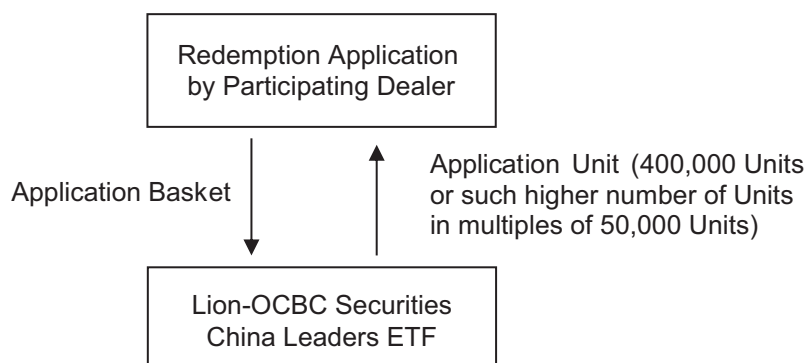 Redemption Application
by Participating Dealer
Application Basket
Application Unit (400,000 Units
or such higher number of Units
in multiples of 50,000 Units)
Lion-OCBC Securities
China Leaders ETF